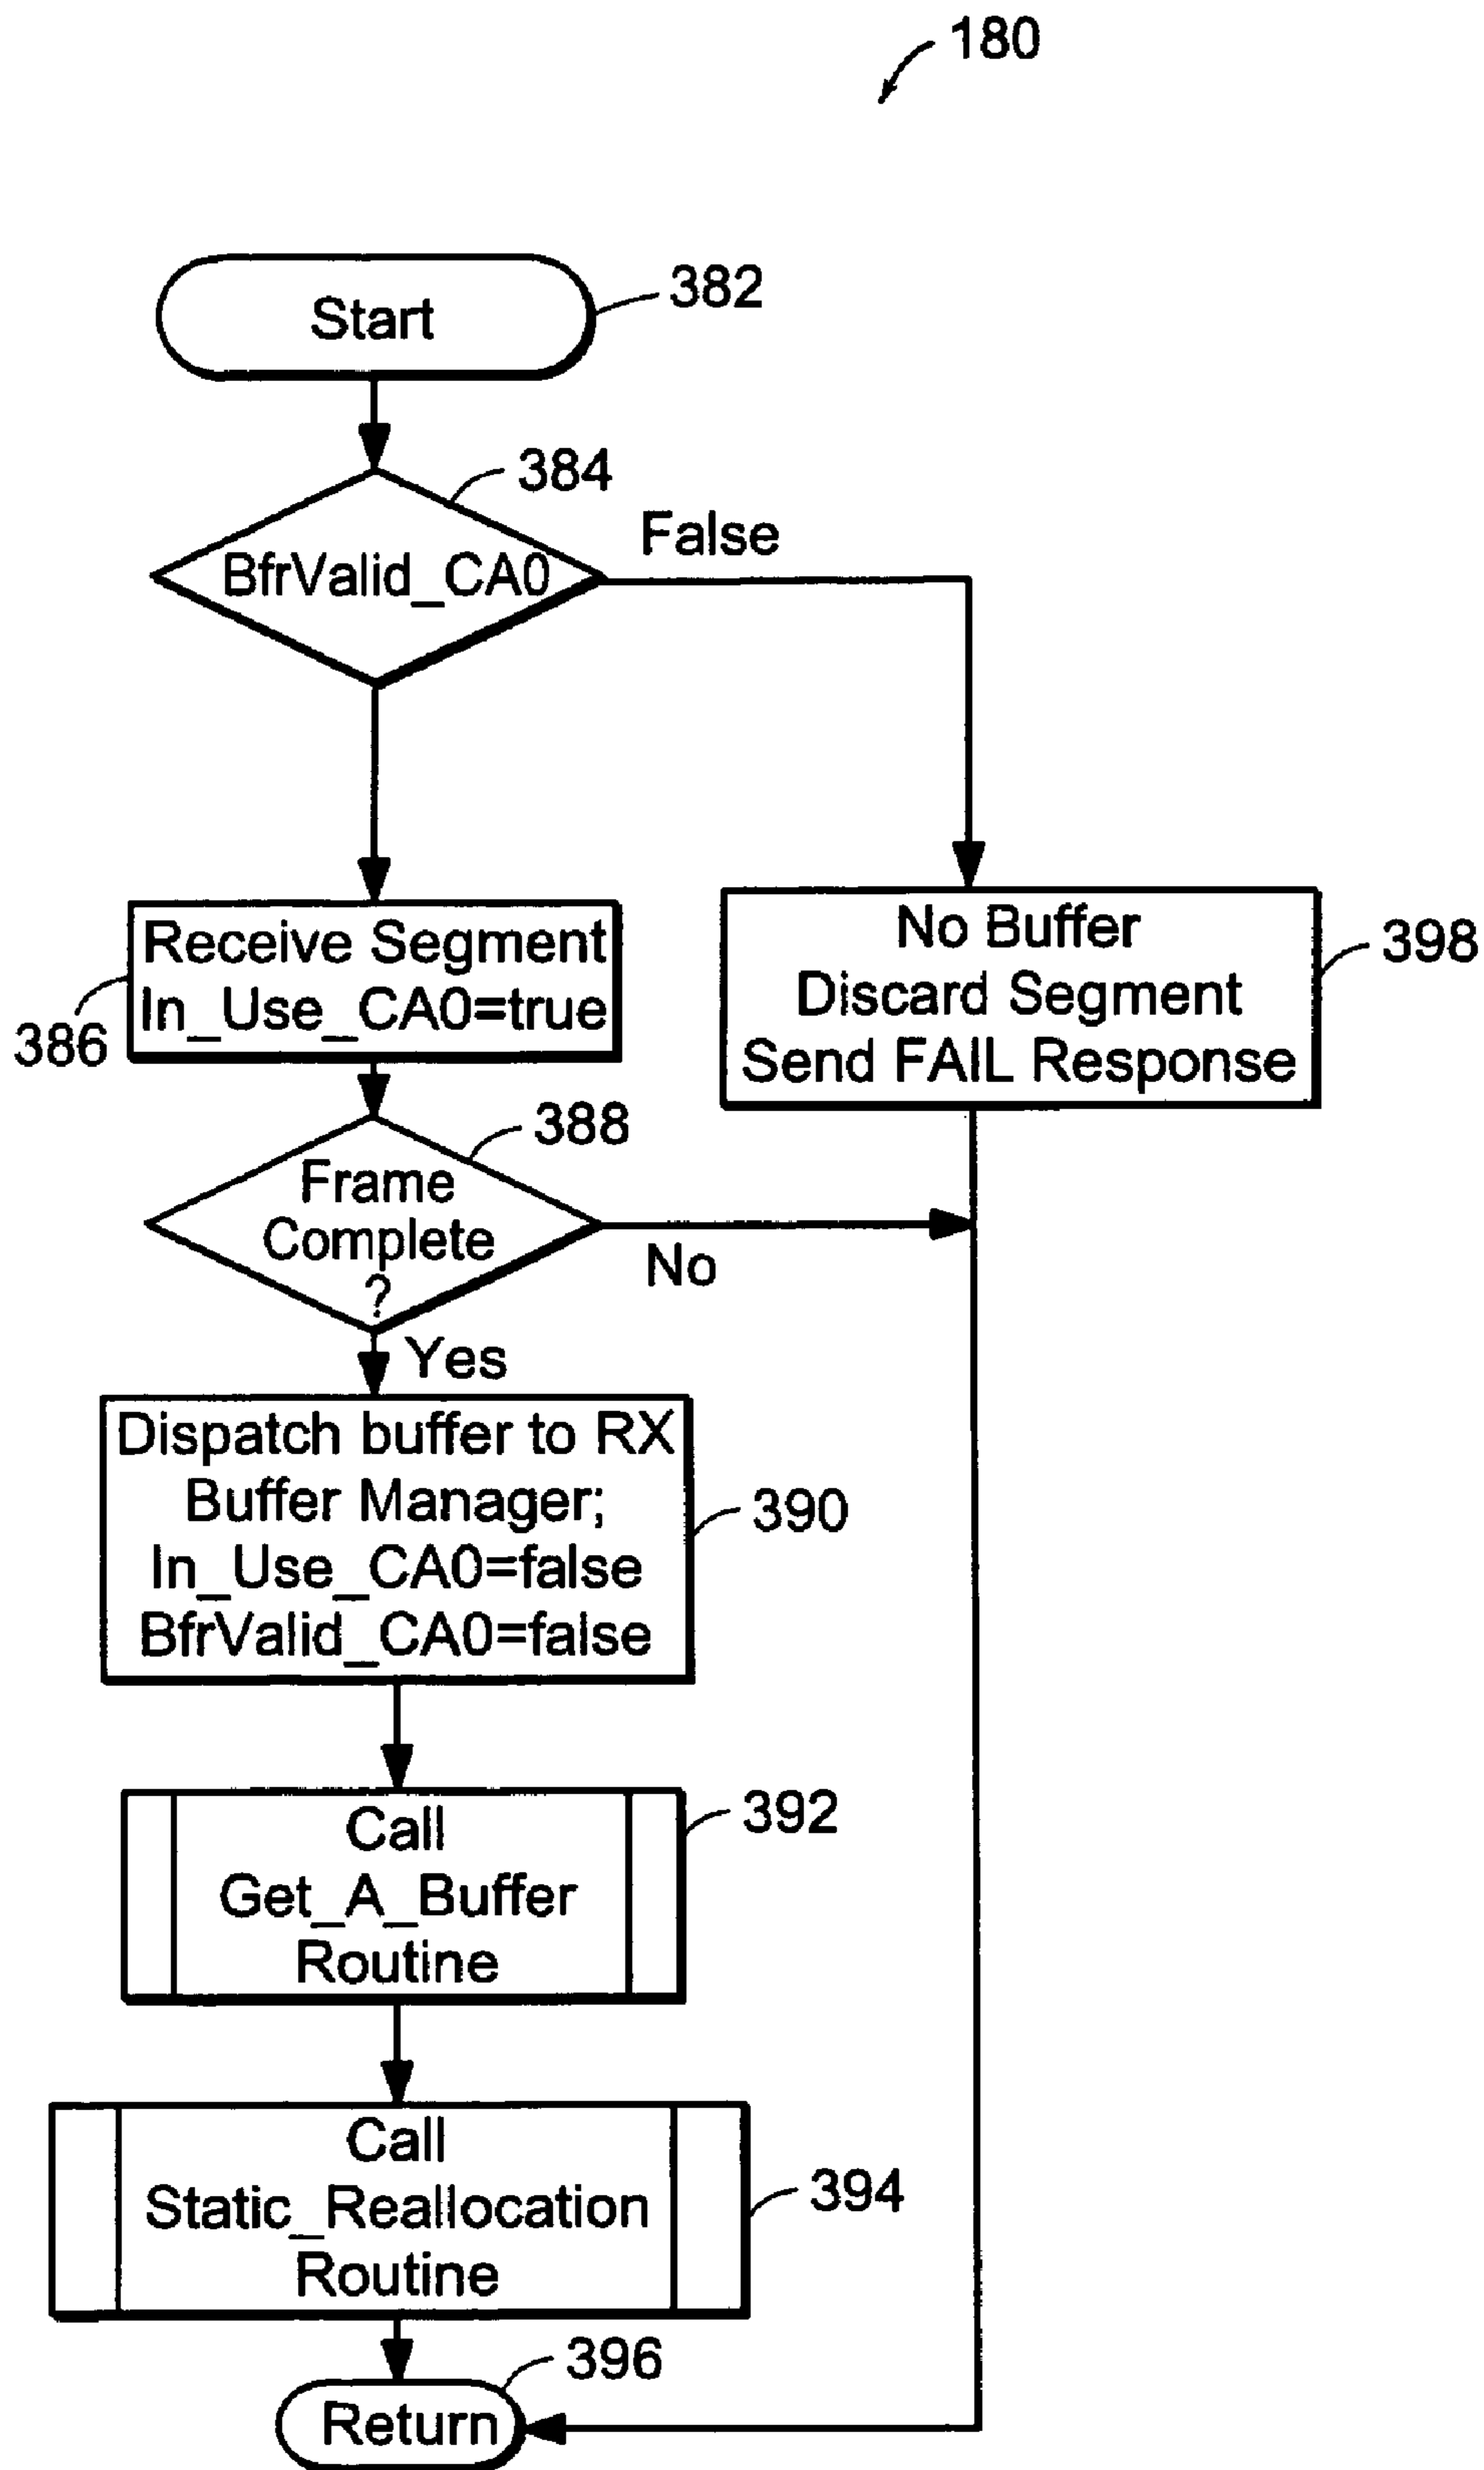 180
Start
382
384
BfrValid_CA0
False
Receive Segment
In_Use_CA0=true
386
No Buffer
Discard Segment
Send FAIL Response
398
388
Frame
Complete
?
No
Yes
Dispatch buffer to RX
Buffer Manager;
In_Use_CA0=false
BfrValid_CA0=false
390
Call
Get_A_Buffer
Routine
392
Call
Static_Reallocation
Routine
394
396
Return